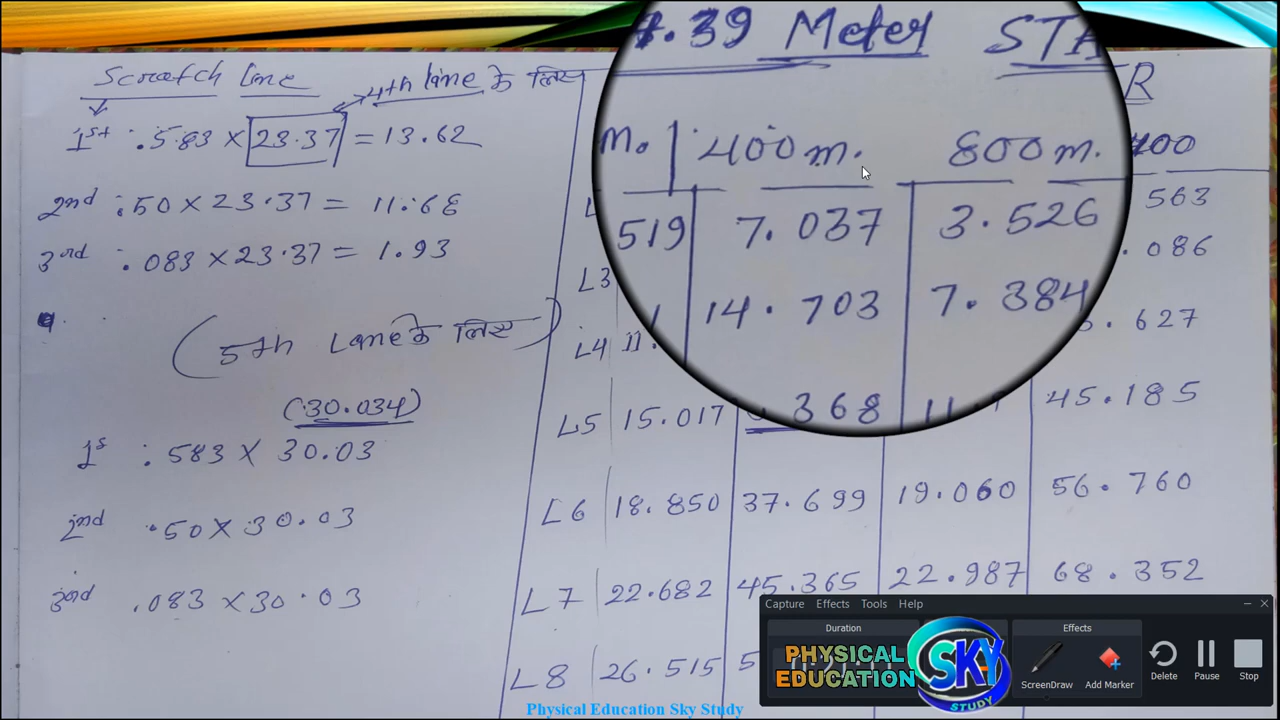 Scratch Line
4th lane के लिए
1st : .583 × 23.37 = 13.62
2nd : .50 × 23.37 = 11.68
3rd : .083 × 23.37 = 1.93
(5th Lane के लिए)
(30.034)
1s : .583 × 30.03
2nd .50 × 30.03
3rd .083 × 30.03
.39 Meter STA
R
m. 400 m. 800 m. 400
519 7.037 3.526 563
L3 14.703 7.384 .086
L4 11. 368 11. .627
L5 15.017 45.185
L6 18.850 37.699 19.060 56.760
L7 22.682 45.365 22.987 68.352
L8 26.515 5
Capture Effects Tools Help
Duration
Effects
ScreenDraw
Add Marker
Delete
Pause
Stop
PHYSICAL
EDUCATION
SKY
STUDY
Physical Education Sky Study